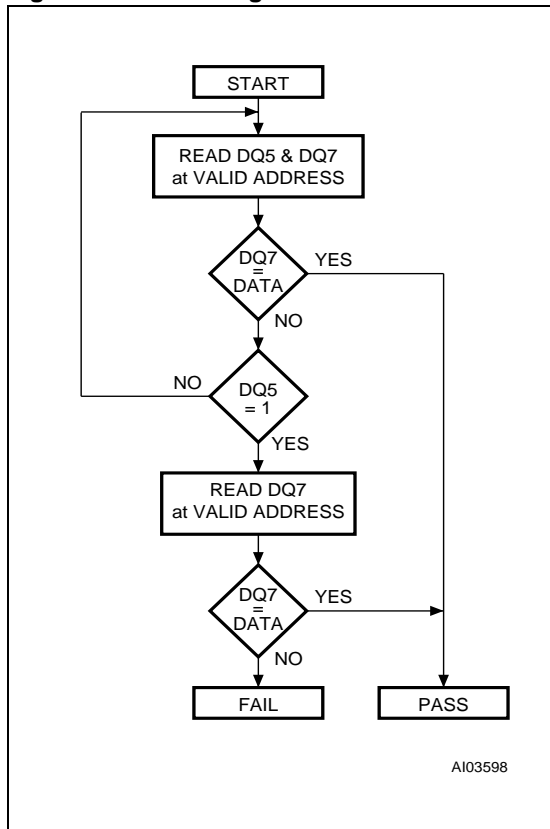 START
READ DQ5 & DQ7
at VALID ADDRESS
DQ7
=
DATA
YES
NO
NO
DQ5
= 1
YES
READ DQ7
at VALID ADDRESS
DQ7
=
DATA
YES
NO
FAIL
PASS
AI03598